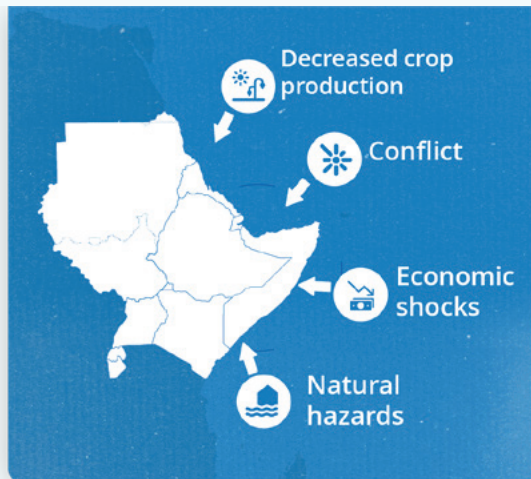 Decreased crop
production
Conflict
Economic
shocks
Natural
hazards